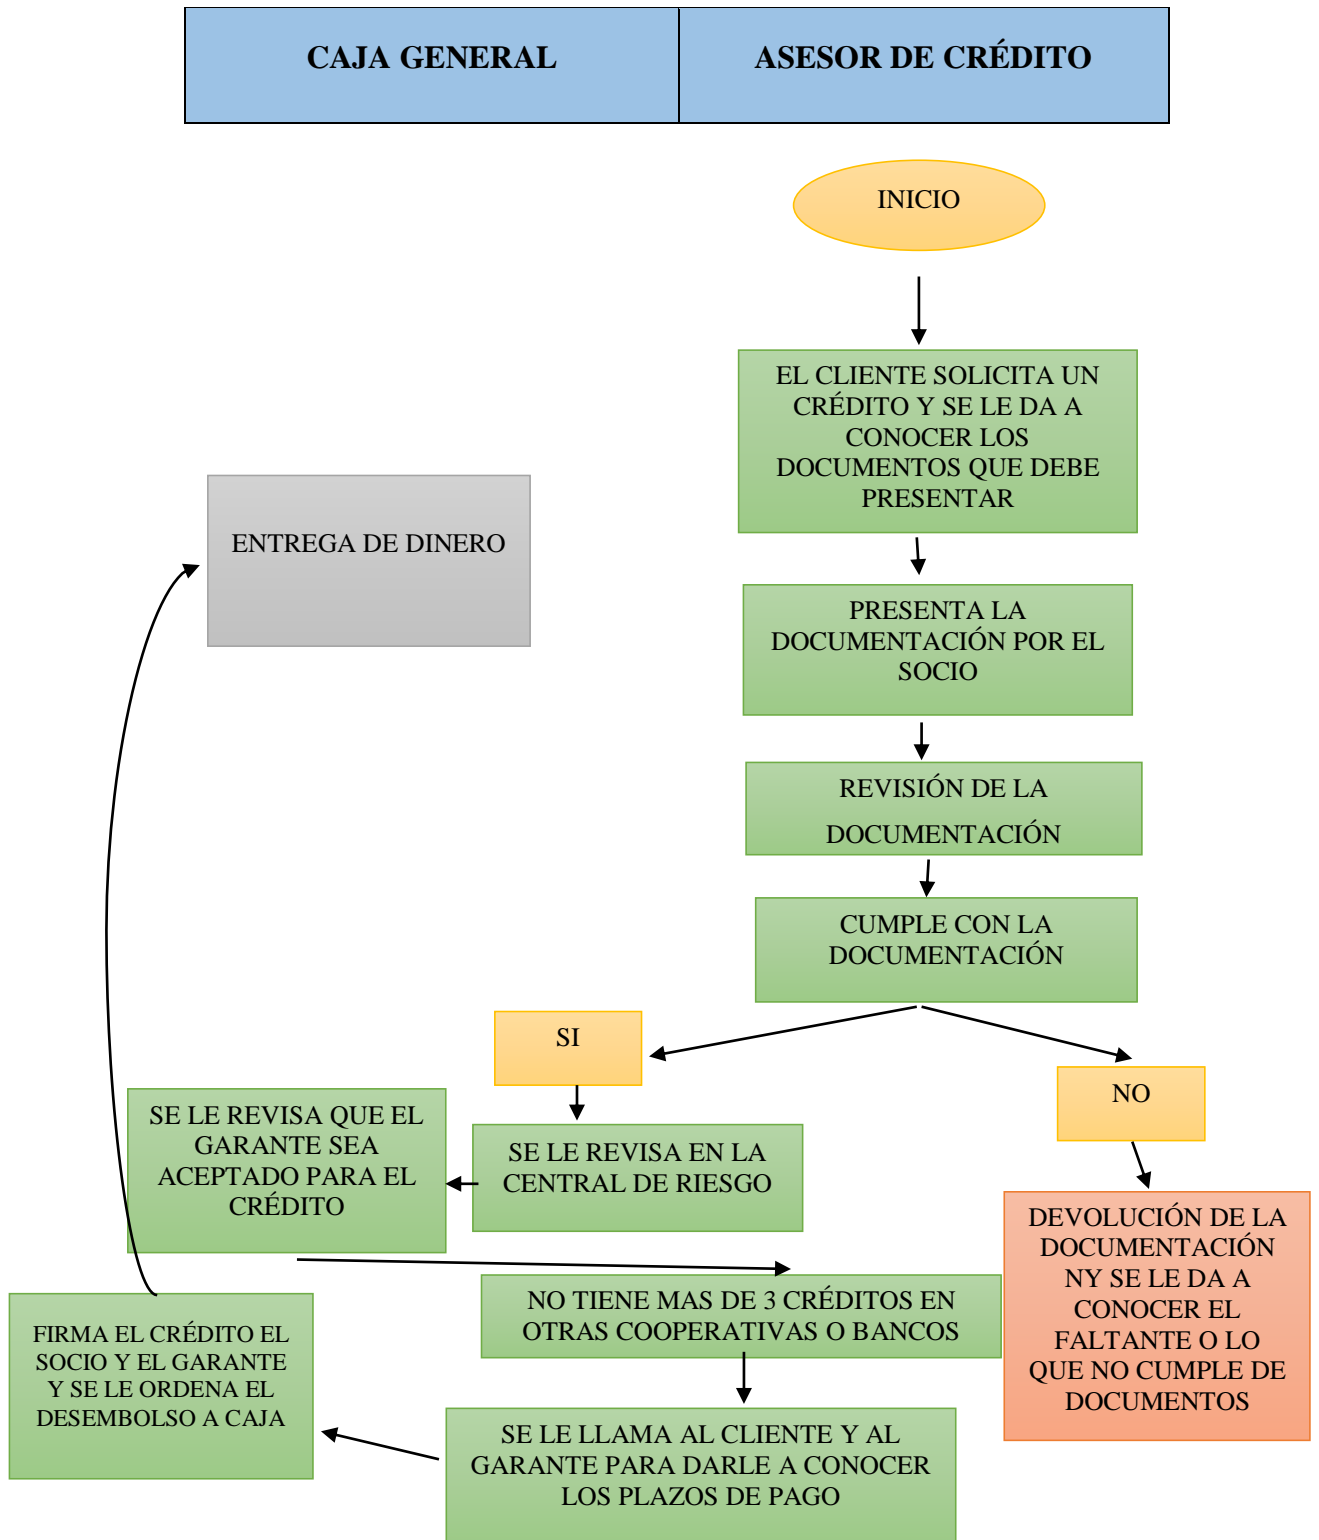 CAJA GENERAL
ASESOR DE CRÉDITO
INICIO
EL CLIENTE SOLICITA UN
CRÉDITO Y SE LE DA A
CONOCER LOS
DOCUMENTOS QUE DEBE
PRESENTAR
ENTREGA DE DINERO
PRESENTA LA
DOCUMENTACIÓN POR EL
SOCIO
REVISIÓN DE LA
DOCUMENTACIÓN
CUMPLE CON LA
DOCUMENTACIÓN
SI
NO
SE LE REVISA EN LA
CENTRAL DE RIESGO
SE LE REVISA QUE EL
GARANTE SEA
ACEPTADO PARA EL
CRÉDITO
DEVOLUCIÓN DE LA
DOCUMENTACIÓN
NY SE LE DA A
CONOCER EL
FALTANTE O LO
QUE NO CUMPLE DE
DOCUMENTOS
NO TIENE MAS DE 3 CRÉDITOS EN
OTRAS COOPERATIVAS O BANCOS
SE LE LLAMA AL CLIENTE Y AL
GARANTE PARA DARLE A CONOCER
LOS PLAZOS DE PAGO
FIRMA EL CRÉDITO EL
SOCIO Y EL GARANTE
Y SE LE ORDENA EL
DESEMBOLSO A CAJA